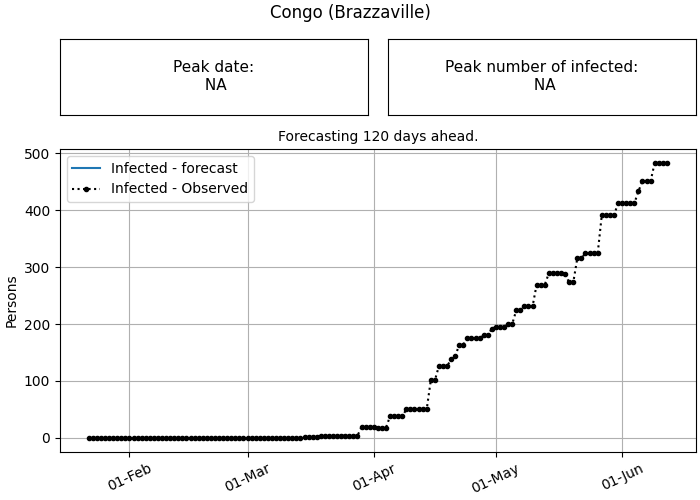 Congo (Brazzaville)
Peak date:
NA
Peak number of infected:
NA
Forecasting 120 days ahead.
Infected - forecast
Infected - Observed
Persons
500
400
300
200
100
0
01-Feb
01-Mar
01-Apr
01-May
01-Jun